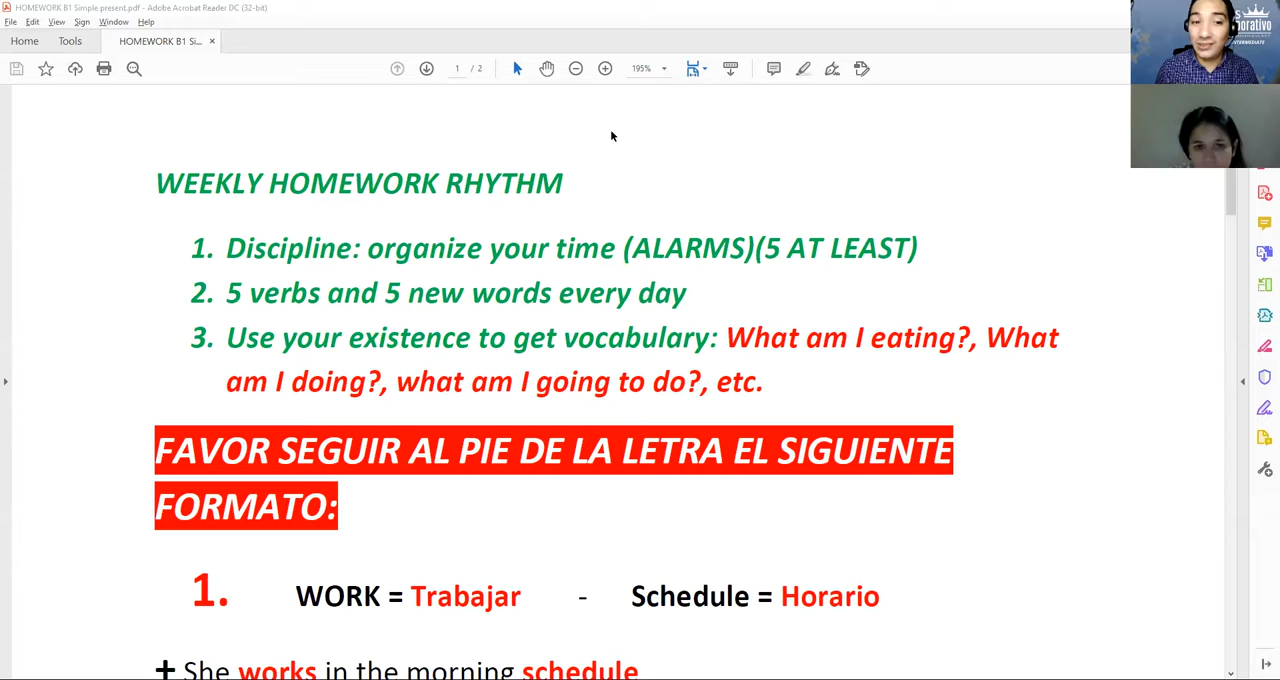 HOMEWORK B1 Simple present.pdf - Adobe Acrobat Reader DC (32-bit)
File Edit View Sign Window Help
Home Tools HOMEWORK B1 Si... ×
1 / 2 195%
orativo
INTERMEDIATE
WEEKLY HOMEWORK RHYTHM
1. Discipline: organize your time (ALARMS)(5 AT LEAST)
2. 5 verbs and 5 new words every day
3. Use your existence to get vocabulary: What am I eating?, What
am I doing?, what am I going to do?, etc.
FAVOR SEGUIR AL PIE DE LA LETRA EL SIGUIENTE
FORMATO:
1. WORK = Trabajar - Schedule = Horario
+ She works in the morning schedule